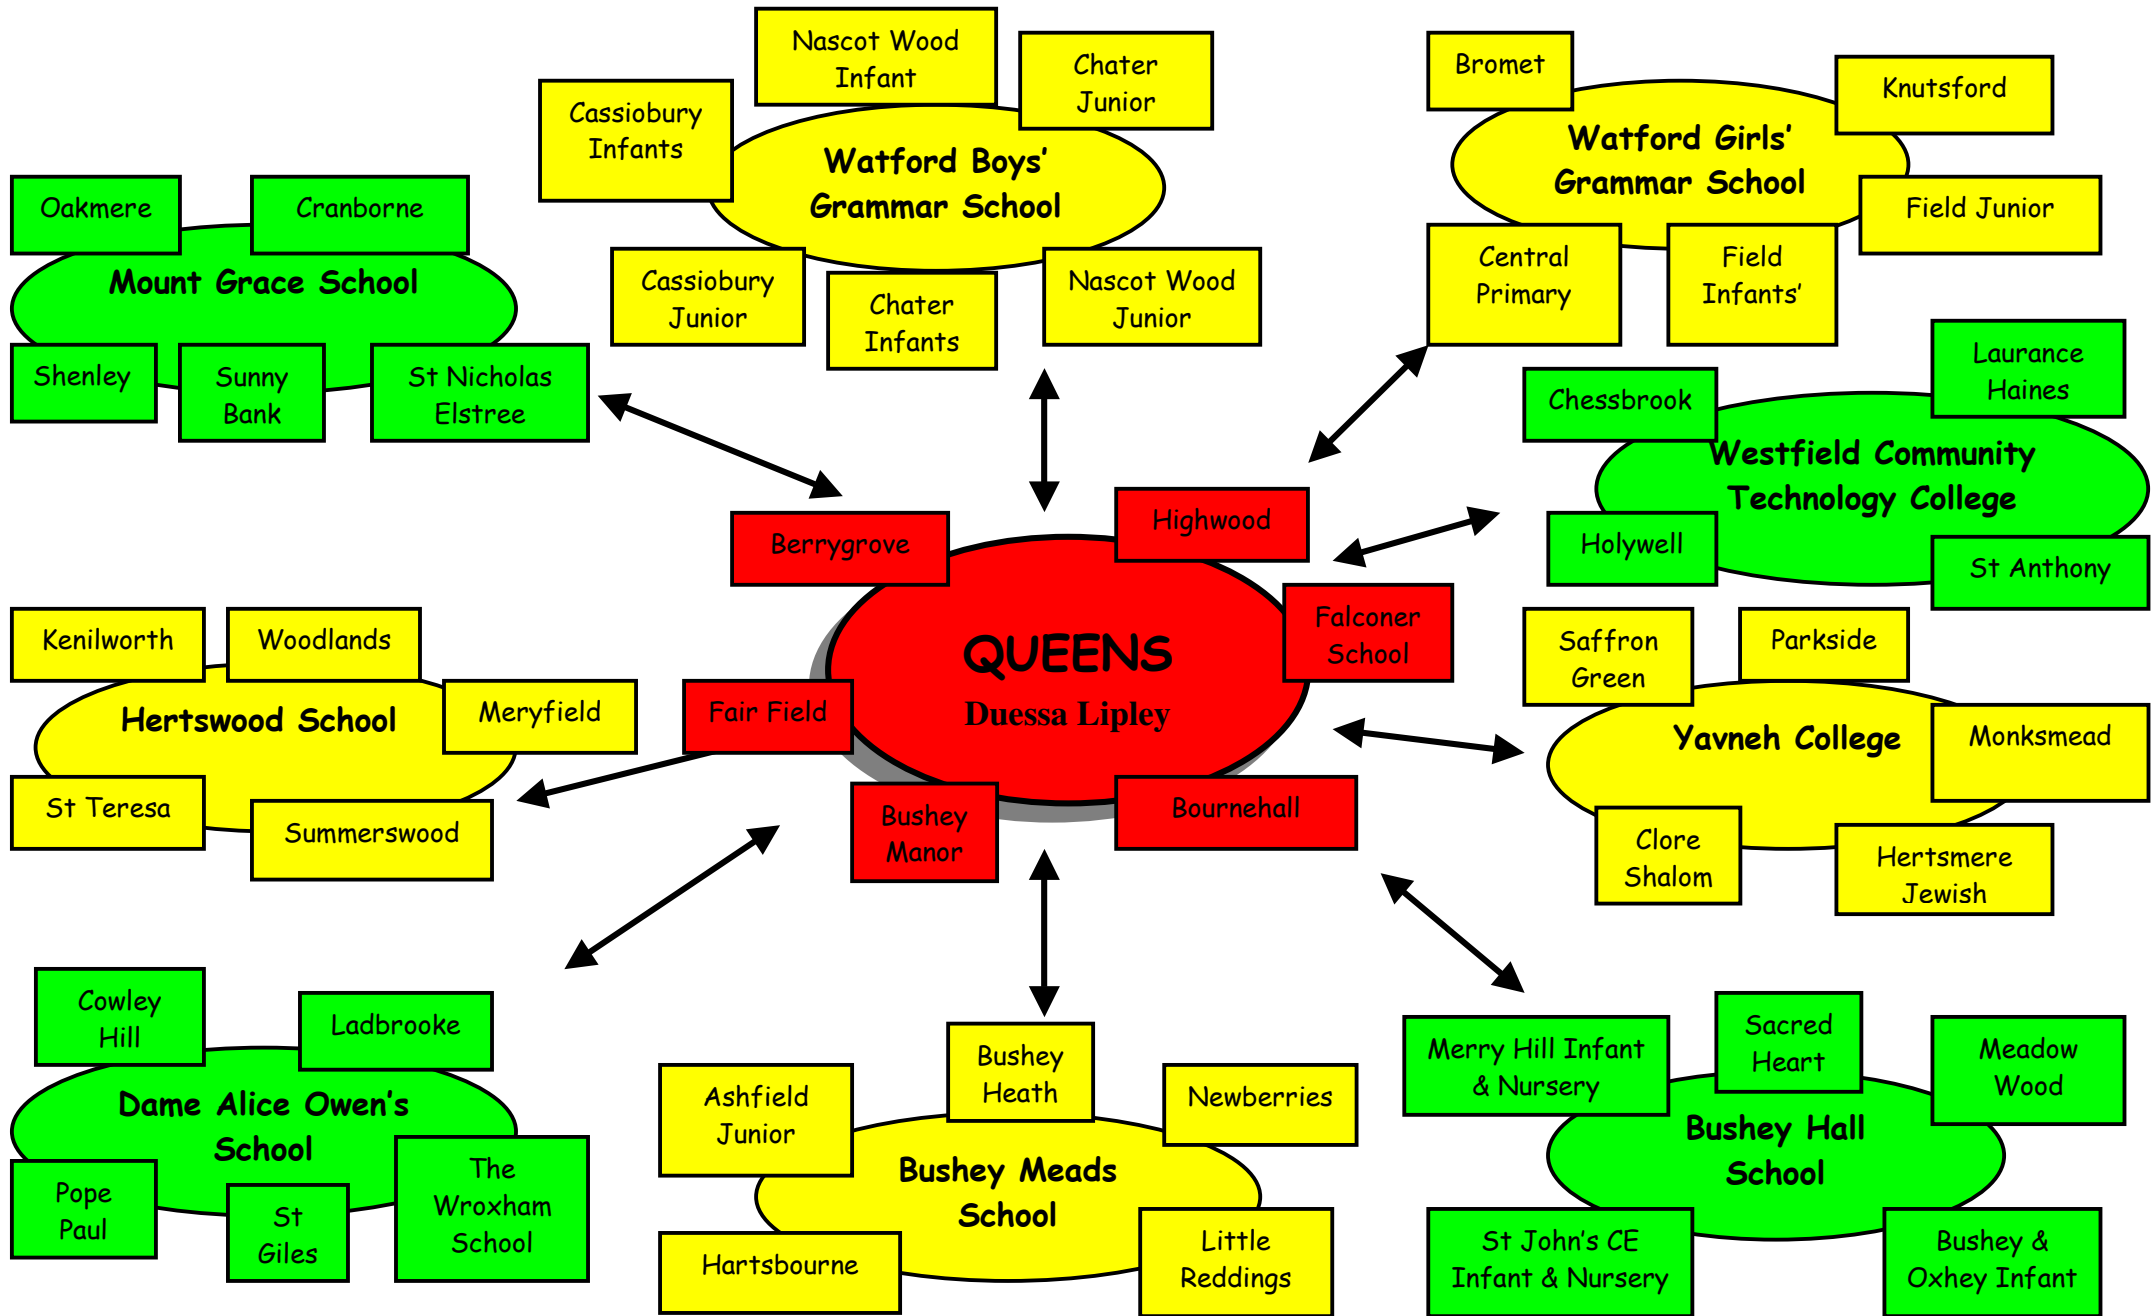 Nascot Wood
Infant
Chater
Junior
Cassiobury
Infants
Watford Boys'
Grammar School
Cassiobury
Junior
Chater
Infants
Nascot Wood
Junior
Bromet
Knutsford
Watford Girls'
Grammar School
Field Junior
Central
Primary
Field
Infants'
Oakmere
Cranborne
Mount Grace School
Shenley
Sunny
Bank
St Nicholas
Elstree
Laurance
Haines
Chessbrook
Westfield Community
Technology College
Holywell
St Anthony
Berrygrove
Highwood
Falconer
School
QUEENS
Duessa Lipley
Fair Field
Bushey
Manor
Bournehall
Kenilworth
Woodlands
Hertswood School
Meryfield
St Teresa
Summerswood
Saffron
Green
Parkside
Yavneh College
Monksmead
Clore
Shalom
Hertsmere
Jewish
Cowley
Hill
Ladbrooke
Dame Alice Owen's
School
Pope
Paul
St
Giles
The
Wroxham
School
Bushey
Heath
Ashfield
Junior
Newberries
Bushey Meads
School
Hartsbourne
Little
Reddings
Merry Hill Infant
& Nursery
Sacred
Heart
Meadow
Wood
Bushey Hall
School
St John's CE
Infant & Nursery
Bushey &
Oxhey Infant